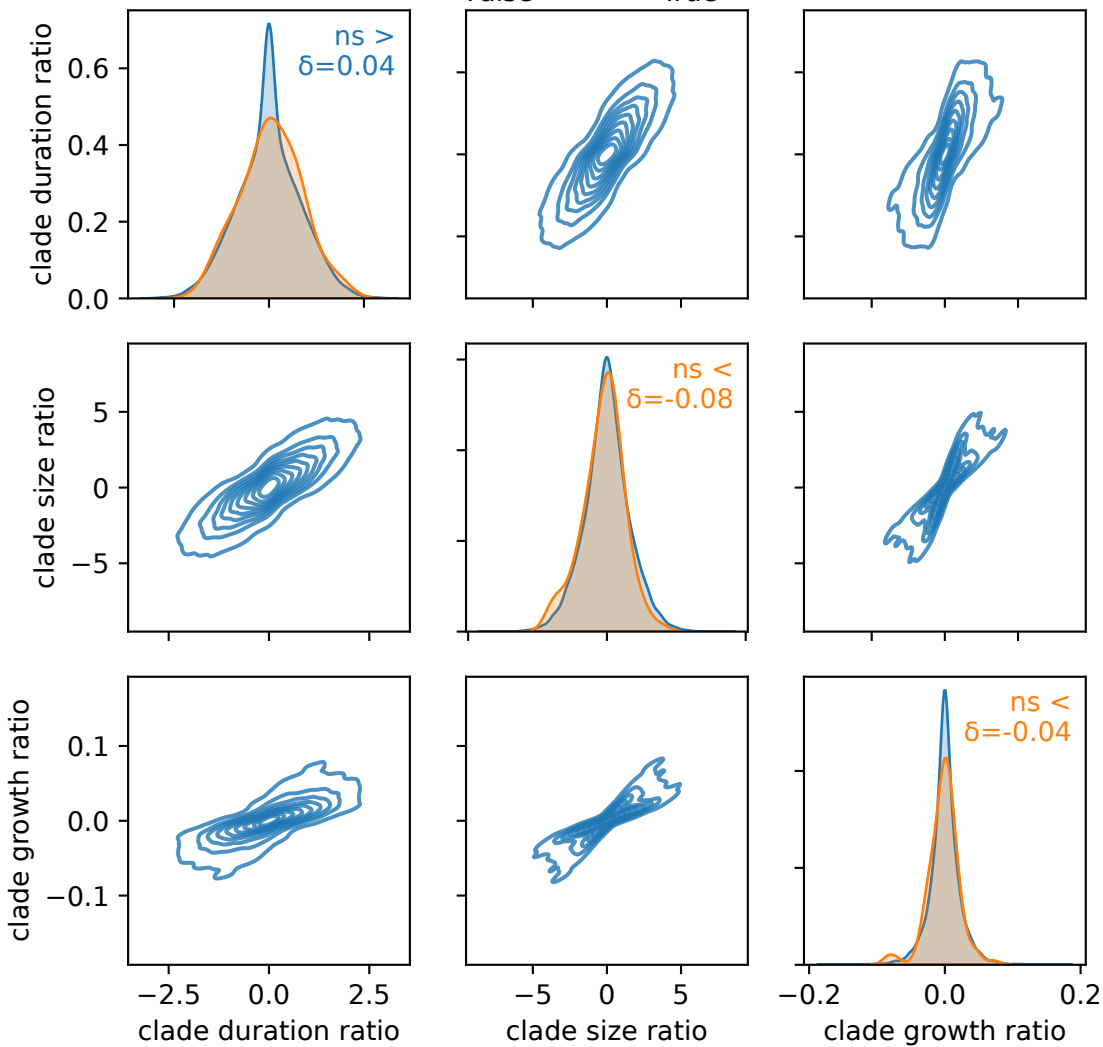 clade duration ratio
0.6
0.4
0.2
0.0
ns >
δ=0.04
clade size ratio
5
0
−5
ns <
δ=-0.08
clade growth ratio
0.1
0.0
−0.1
ns <
δ=-0.04
−2.5
0.0
2.5
−5
0
5
−0.2
0.0
0.2
clade duration ratio
clade size ratio
clade growth ratio